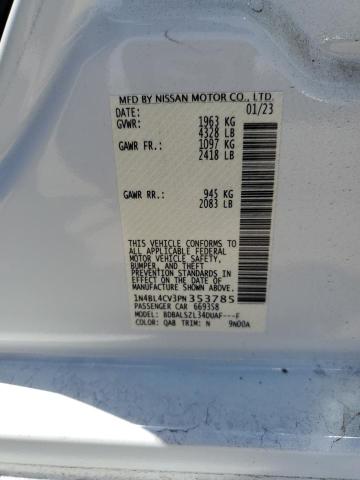 MFD BY NISSAN MOTOR CO., LTD.
DATE: 01/23
GVWR: 1963 KG
4328 LB
GAWR FR.: 1097 KG
2418 LB
GAWR RR.: 945 KG
2083 LB
THIS VEHICLE CONFORMS TO
ALL APPLICABLE FEDERAL
MOTOR VEHICLE SAFETY,
BUMPER, AND THEFT
PREVENTION STANDARDS IN
EFFECT ON THE DATE OF
MANUFACTURE SHOWN ABOVE.
1N4BL4CV3PN353785
PASSENGER CAR 669358
MODEL: BDBALSZL34DUAF----F
COLOR: QAB TRIM: N 9N00A